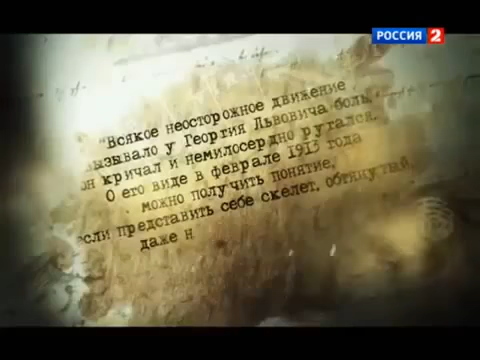 РОССИЯ 2
"Всякое неосторожное движение
вызывало у Георгия Львовича боль
он кричал и немилосердно ругался.
О его виде в феврале 1913 года
можно получить понятие,
если представить себе скелет, обтянутый
даже н